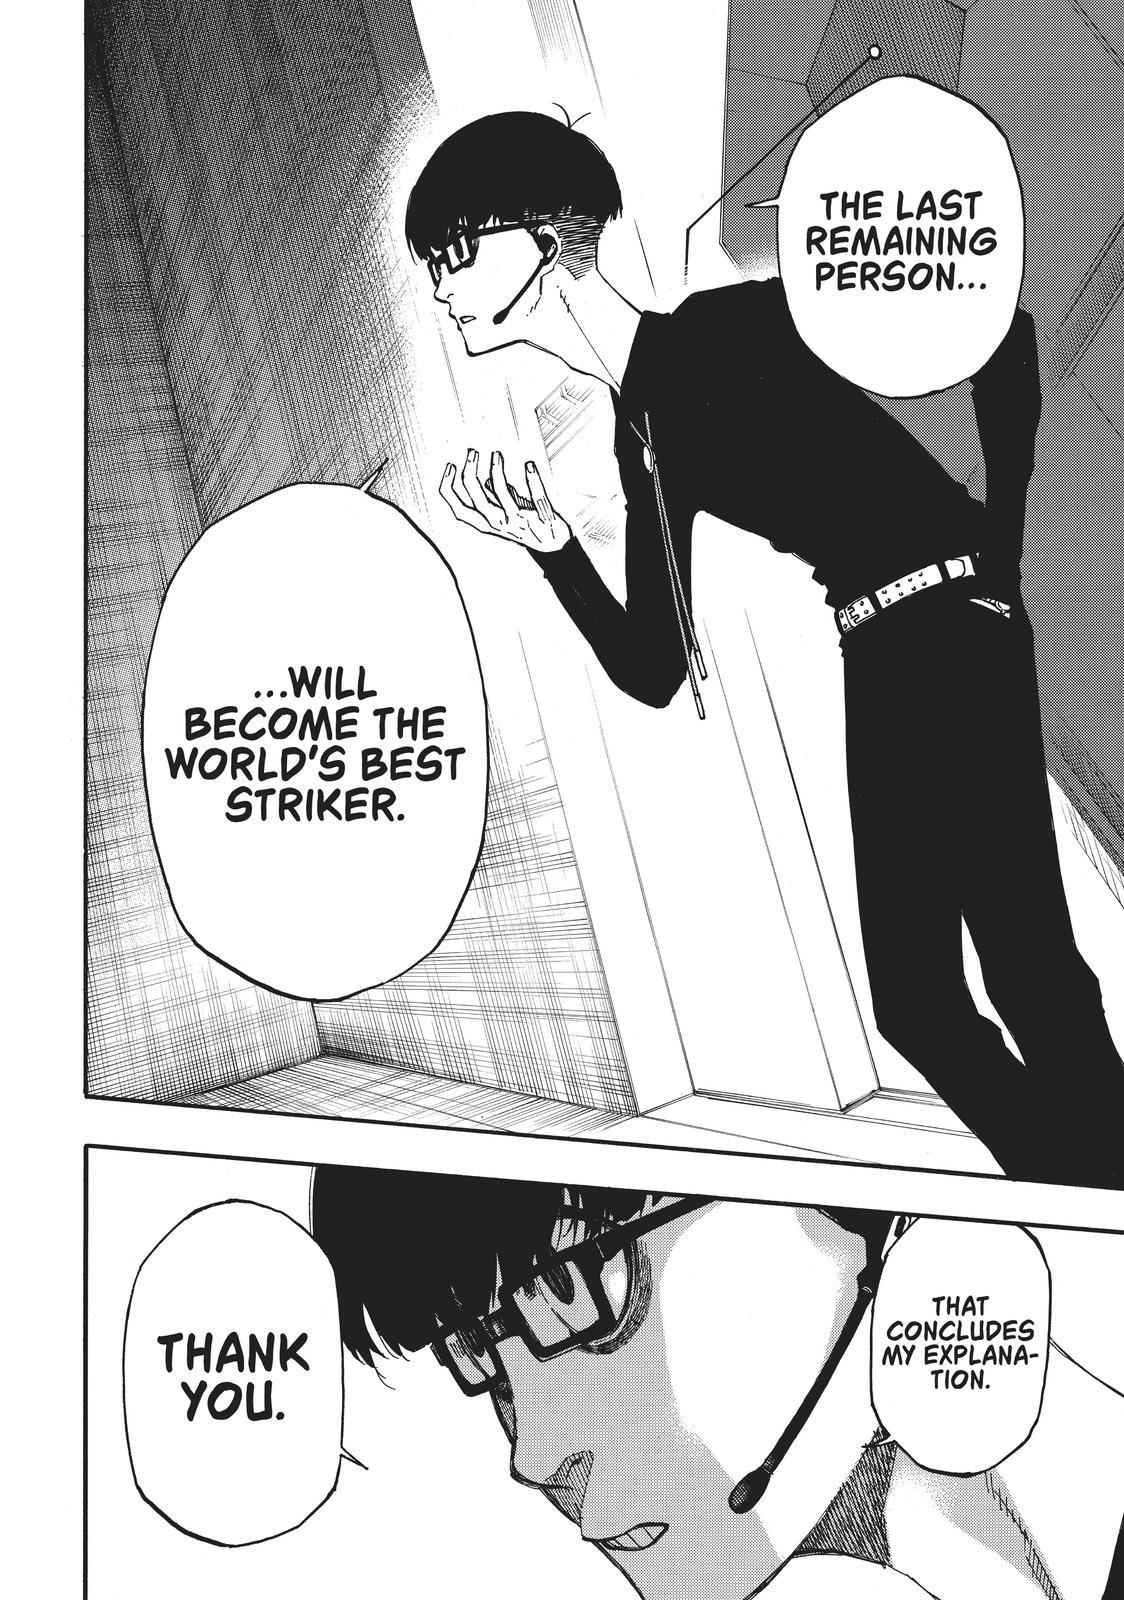 THE LAST
REMAINING
PERSON...
...WILL
BECOME THE
WORLD'S BEST
STRIKER.
THAT
CONCLUDES
MY EXPLANA-
TION.
THANK
YOU.